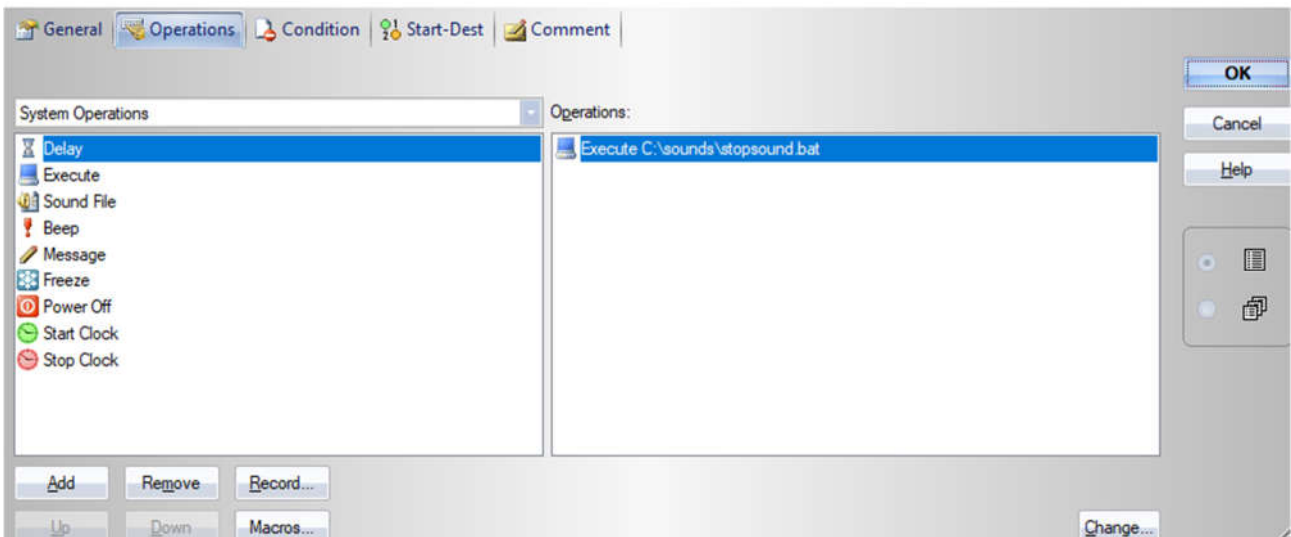 General Operations Condition Start-Dest Comment
OK
System Operations
Operations:
Cancel
Delay
Execute C:\sounds\stopsound.bat
Execute
Help
Sound File
Beep
Message
Freeze
Power Off
Start Clock
Stop Clock
Add Remove Record...
Up Down Macros... Change...